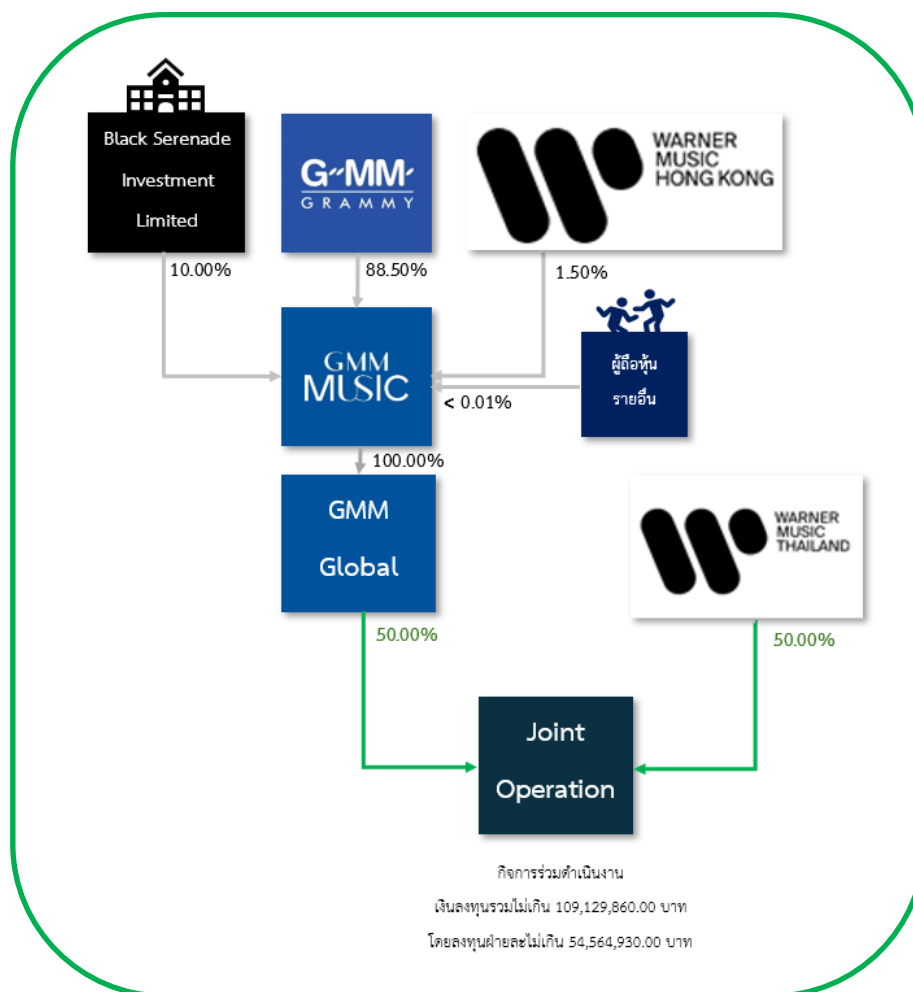 Black Serenade
Investment
Limited
G-MM-
GRAMMY
WARNER
MUSIC
HONG KONG
10.00%
88.50%
1.50%
GMM
MUSIC
ผู้ถือหุ้น
รายอื่น
< 0.01%
100.00%
GMM
Global
WARNER
MUSIC
THAILAND
50.00%
50.00%
Joint
Operation
กิจการร่วมดำเนินงาน
เงินลงทุนรวมไม่เกิน 109,129,860.00 บาท
โดยลงทุนฝ่ายละไม่เกิน 54,564,930.00 บาท